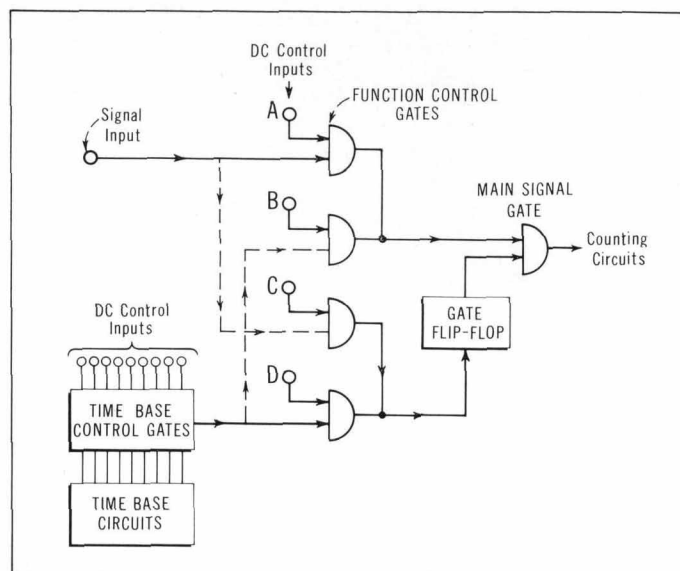 DC Control
Inputs
A
FUNCTION CONTROL
GATES
Signal
Input
B
MAIN SIGNAL
GATE
Counting
Circuits
C
GATE
FLIP-FLOP
DC Control
Inputs
D
TIME BASE
CONTROL GATES
TIME BASE
CIRCUITS